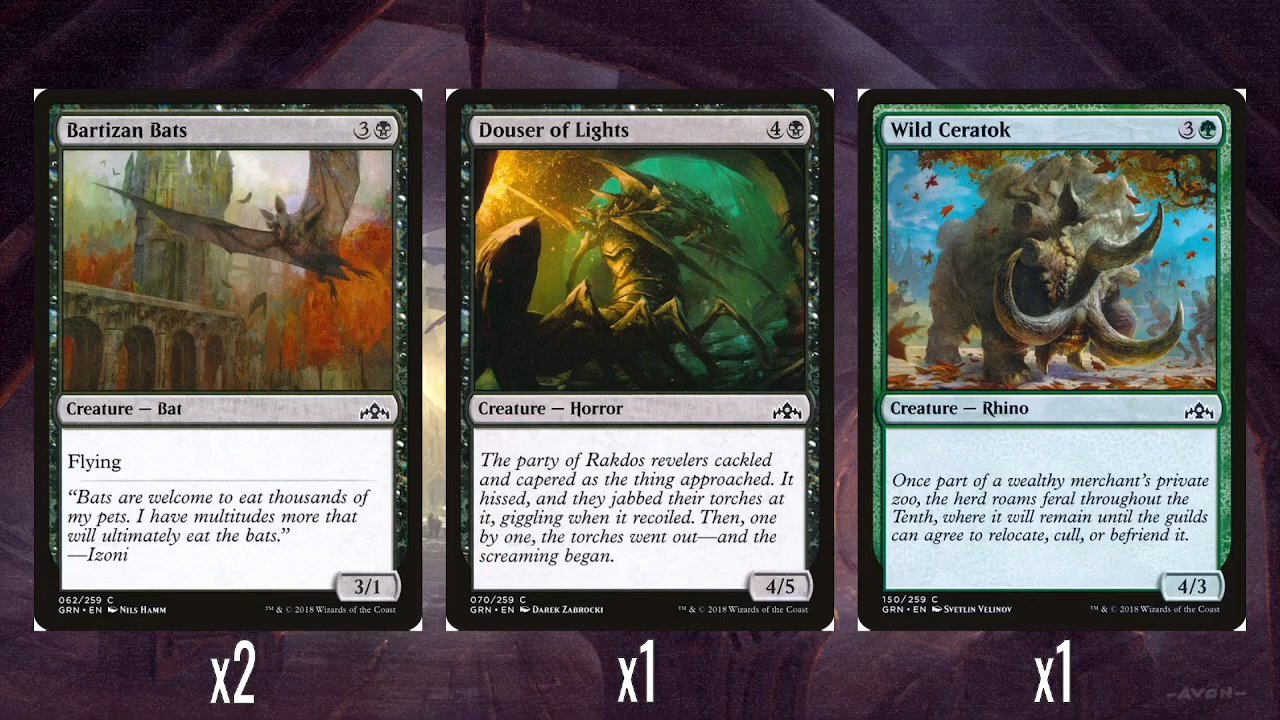 Bartizan Bats 3
Creature — Bat
Flying
“Bats are welcome to eat thousands of
my pets. I have multitudes more that
will ultimately eat the bats.”
—Izoni
3/1
062/259 C
GRN • EN NILS HAMM
™ & © 2018 Wizards of the Coast
x2
Douser of Lights 4
Creature — Horror
The party of Rakdos revelers cackled
and capered as the thing approached. It
hissed, and they jabbed their torches at
it, giggling when it recoiled. Then, one
by one, the torches went out—and the
screaming began.
4/5
070/259 C
GRN • EN DAREK ZABROCKI
™ & © 2018 Wizards of the Coast
x1
Wild Ceratok 3
Creature — Rhino
Once part of a wealthy merchant’s private
zoo, the herd roams feral throughout the
Tenth, where it will remain until the guilds
can agree to relocate, cull, or befriend it.
4/3
150/259 C
GRN • EN SVETLIN VELINOV
™ & © 2018 Wizards of the Coast
x1
-AVON-